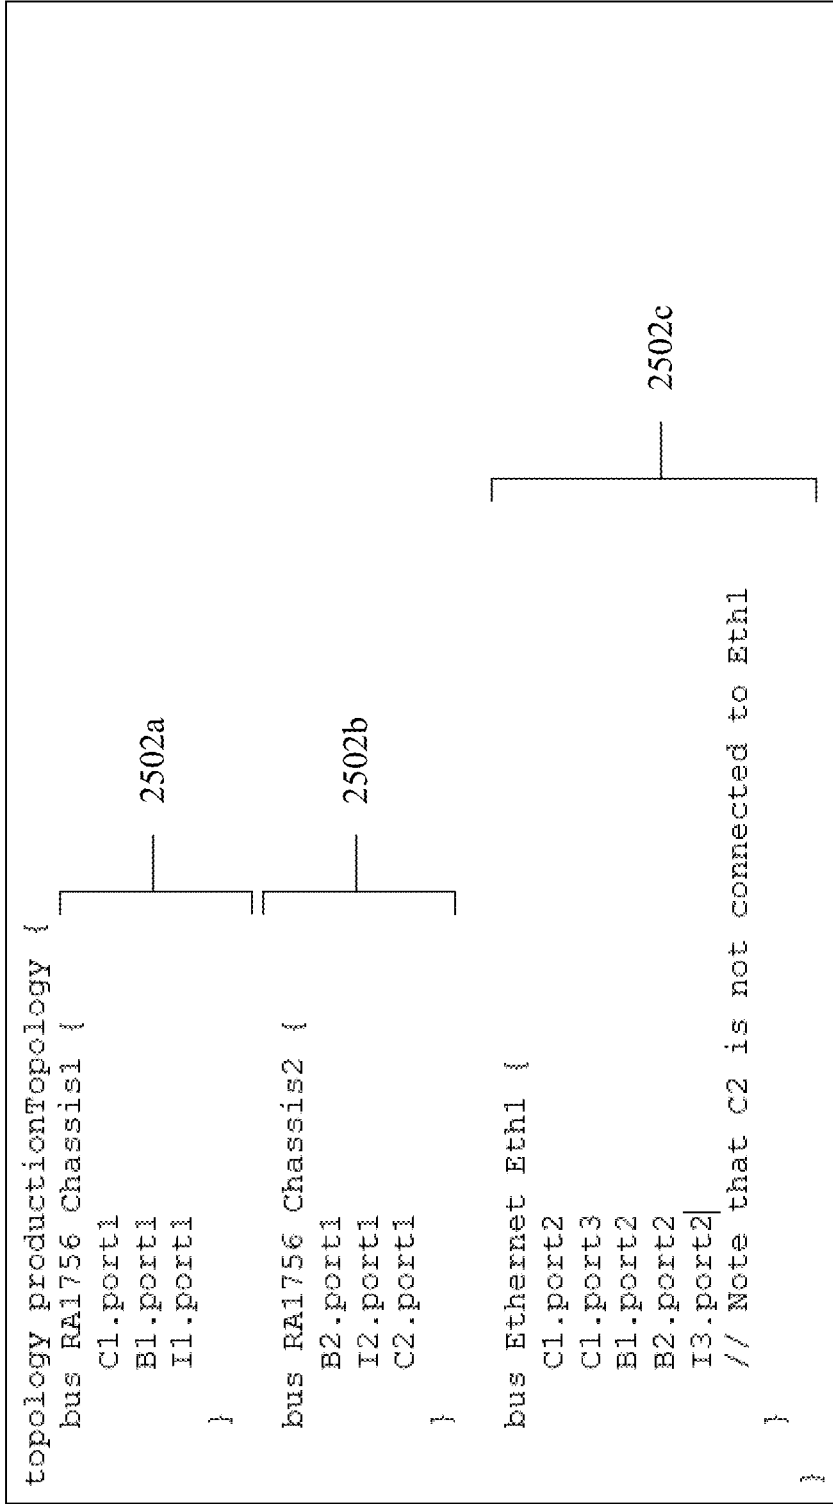 topology productionTopology {
bus RA1756 Chassis1 {
C1.port1
B1.port1
I1.port1
}
2502a
bus RA1756 Chassis2 {
B2.port1
I2.port1
C2.port1
}
2502b
bus Ethernet Eth1 {
C1.port2
C1.port3
B1.port2
B2.port2
I3.port2
// Note that C2 is not connected to Eth1
}
2502c
}